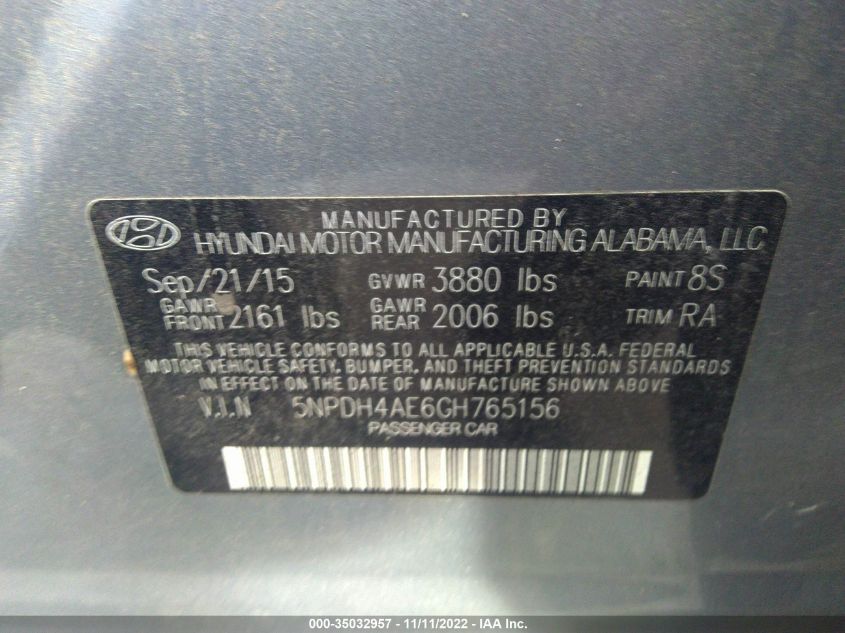 MANUFACTURED BY
HYUNDAI MOTOR MANUFACTURING ALABAMA, LLC
Sep/21/15 GVWR 3880 lbs PAINT 8S
GAWR FRONT 2161 lbs GAWR REAR 2006 lbs TRIM RA
THIS VEHICLE CONFORMS TO ALL APPLICABLE U.S.A. FEDERAL
MOTOR VEHICLE SAFETY, BUMPER, AND THEFT PREVENTION STANDARDS
IN EFFECT ON THE DATE OF MANUFACTURE SHOWN ABOVE
V.I.N 5NPDH4AE6GH765156
PASSENGER CAR
000-35032957 - 11/11/2022 - IAA Inc.